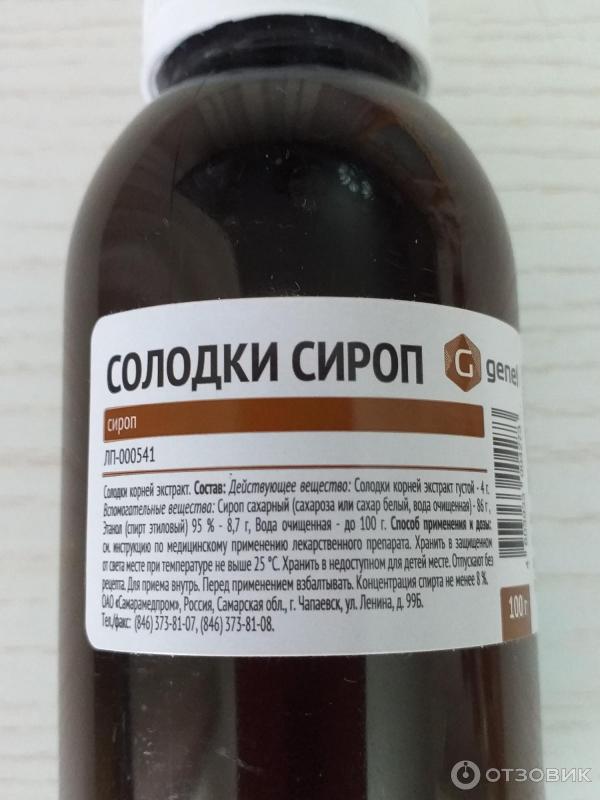 СОЛОДКИ СИРОП
G genel
сироп
ЛП-000541
Солодки корней экстракт. Состав: Действующее вещество: Солодки корней экстракт густой - 4 г.
Вспомогательные вещества: Сироп сахарный (сахароза или сахар белый, вода очищенная) - 86 г,
Этанол (спирт этиловый) 95 % - 8,7 г, Вода очищенная - до 100 г. Способ применения и дозы:
см. инструкцию по медицинскому применению лекарственного препарата. Хранить в защищенном
от света месте при температуре не выше 25 °С. Хранить в недоступном для детей месте. Отпускают без
рецепта. Для приема внутрь. Перед применением взбалтывать. Концентрация спирта не менее 8 %.
ОАО «Самарамедпром», Россия, Самарская обл., г. Чапаевск, ул. Ленина, д. 99Б.
Тел./факс: (846) 373-81-07, (846) 373-81-08.
100 г
ОТЗОВИК